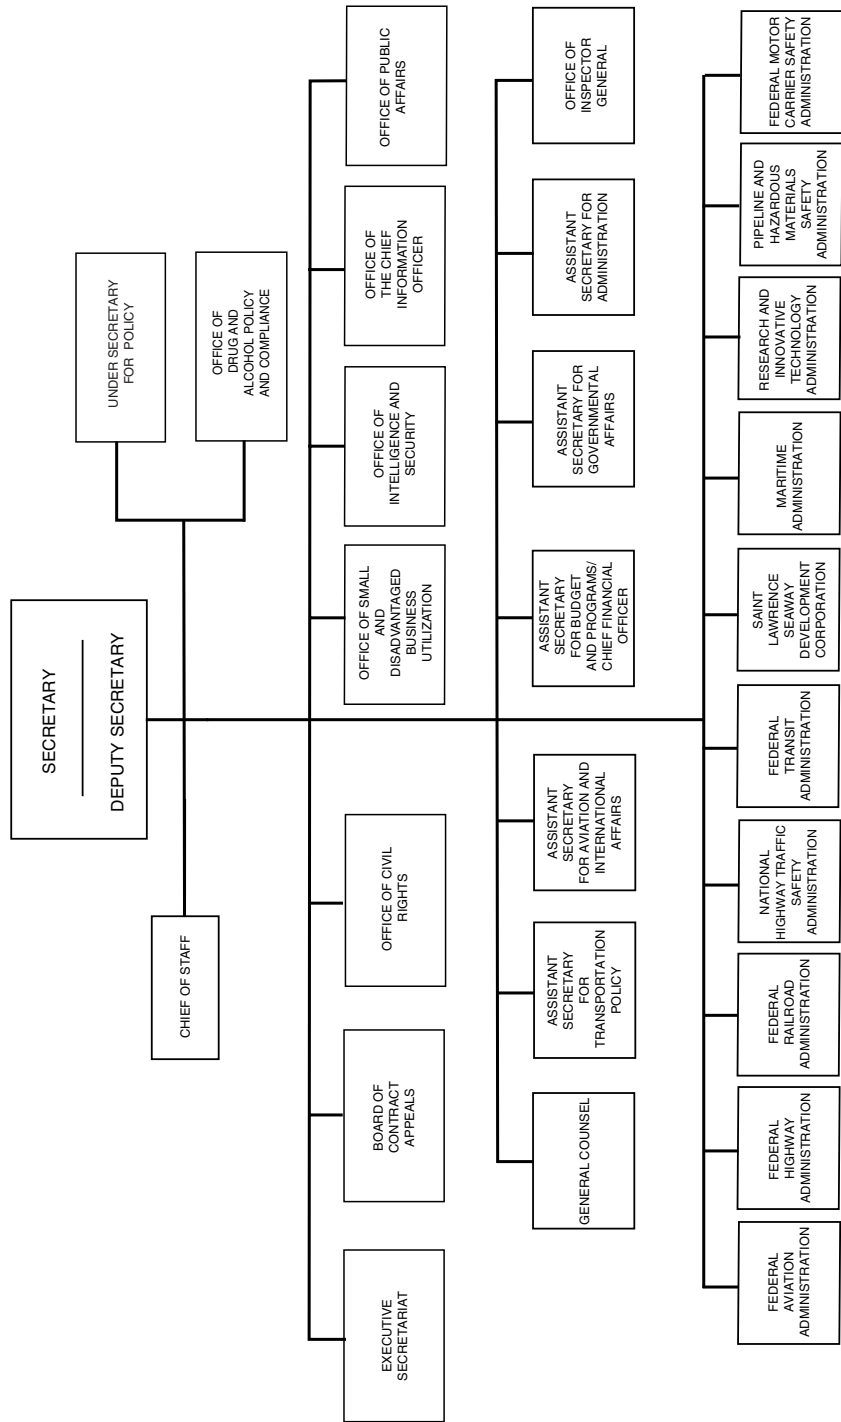 SECRETARY
DEPUTY SECRETARY
CHIEF OF STAFF
UNDER SECRETARY
FOR POLICY
OFFICE OF
DRUG AND
ALCOHOL POLICY
AND COMPLIANCE
EXECUTIVE
SECRETARIAT
BOARD OF
CONTRACT
APPEALS
OFFICE OF CIVIL
RIGHTS
OFFICE OF SMALL
AND
DISADVANTAGED
BUSINESS
UTILIZATION
OFFICE OF
INTELLIGENCE AND
SECURITY
OFFICE OF
THE CHIEF
INFORMATION
OFFICER
OFFICE OF PUBLIC
AFFAIRS
GENERAL COUNSEL
ASSISTANT
SECRETARY
FOR
TRANSPORTATION
POLICY
ASSISTANT
SECRETARY
FOR AVIATION AND
INTERNATIONAL
AFFAIRS
ASSISTANT
SECRETARY
FOR BUDGET
AND PROGRAMS/
CHIEF FINANCIAL
OFFICER
ASSISTANT
SECRETARY FOR
GOVERNMENTAL
AFFAIRS
ASSISTANT
SECRETARY FOR
ADMINISTRATION
OFFICE OF
INSPECTOR
GENERAL
FEDERAL
AVIATION
ADMINISTRATION
FEDERAL
HIGHWAY
ADMINISTRATION
FEDERAL
RAILROAD
ADMINISTRATION
NATIONAL
HIGHWAY TRAFFIC
SAFETY
ADMINISTRATION
FEDERAL
TRANSIT
ADMINISTRATION
SAINT
LAWRENCE
SEAWAY
DEVELOPMENT
CORPORATION
MARITIME
ADMINISTRATION
RESEARCH AND
INNOVATIVE
TECHNOLOGY
ADMINISTRATION
PIPELINE AND
HAZARDOUS
MATERIALS
SAFETY
ADMINISTRATION
FEDERAL MOTOR
CARRIER SAFETY
ADMINISTRATION